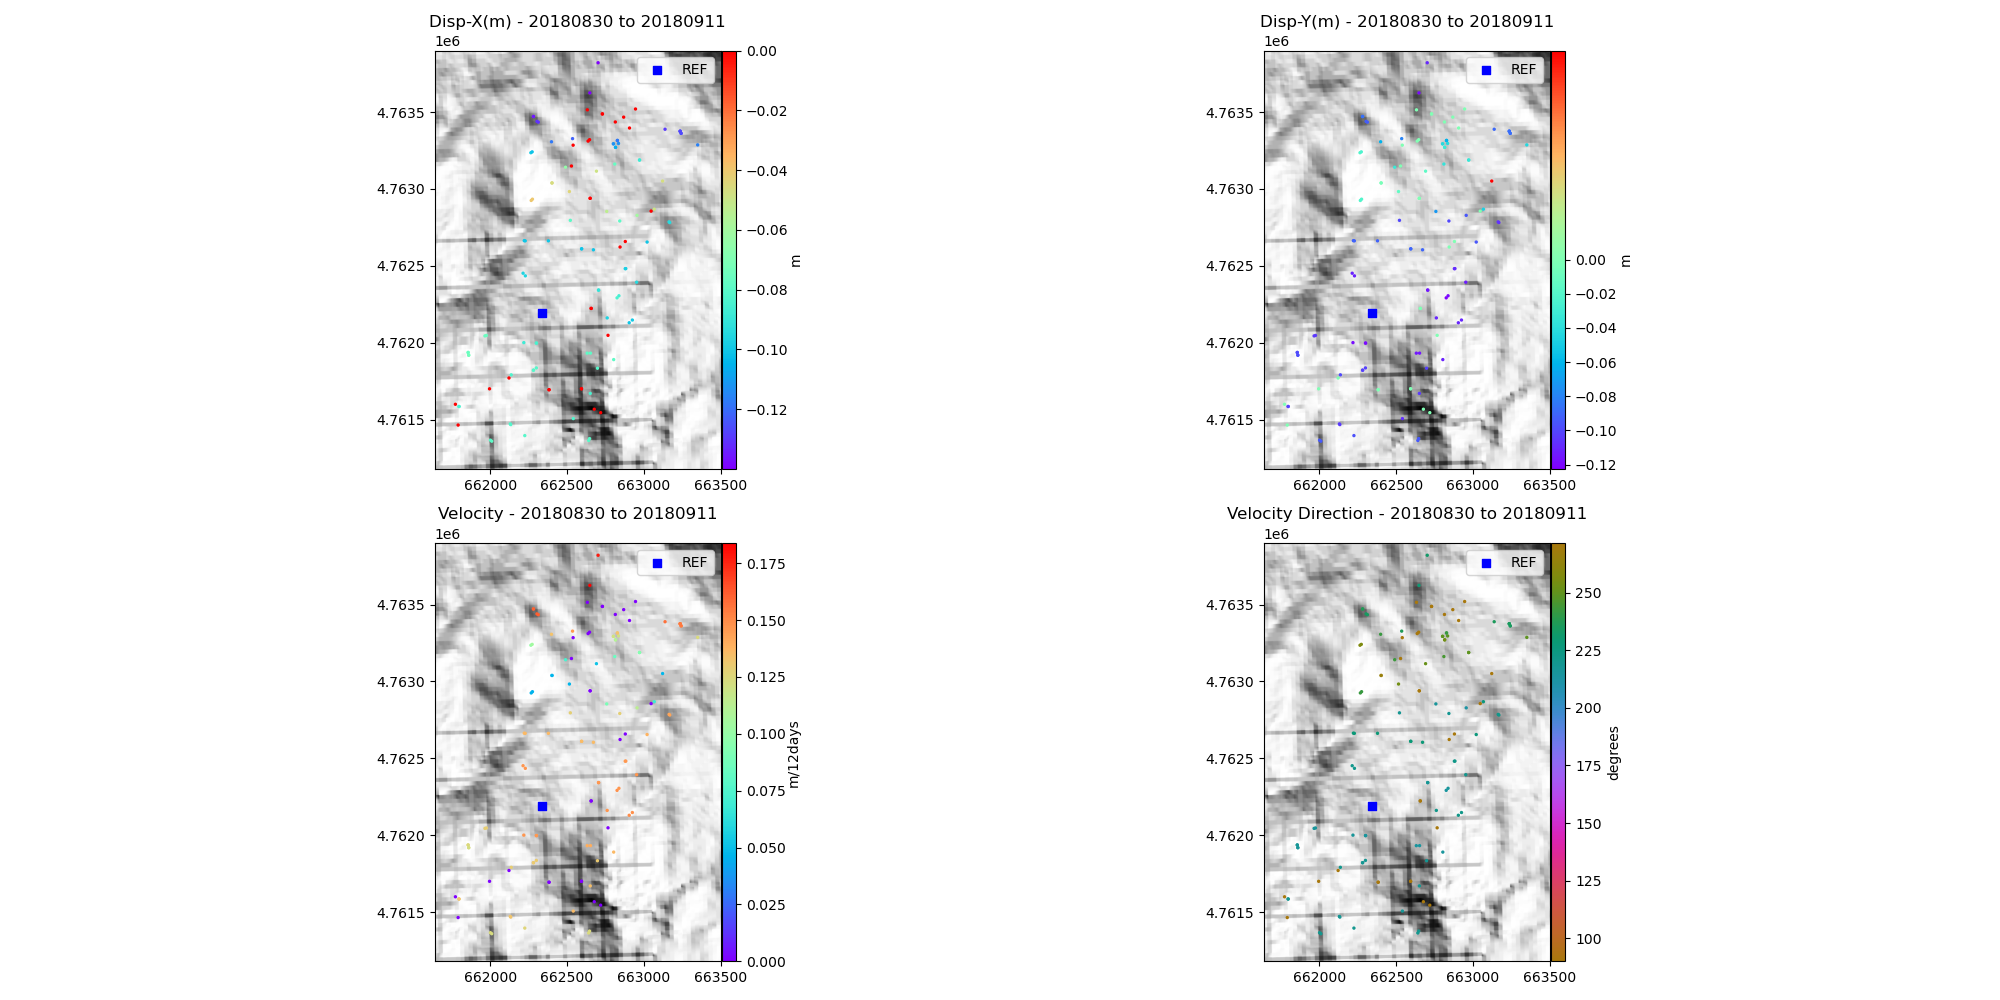 Disp-X(m) - 20180830 to 20180911
1e6
REF
4.7635
4.7630
4.7625
4.7620
4.7615
662000 662500 663000 663500
0.00
−0.02
−0.04
−0.06
−0.08
−0.10
−0.12
m
Disp-Y(m) - 20180830 to 20180911
1e6
REF
4.7635
4.7630
4.7625
4.7620
4.7615
662000 662500 663000 663500
0.00
−0.02
−0.04
−0.06
−0.08
−0.10
−0.12
m
Velocity - 20180830 to 20180911
1e6
REF
4.7635
4.7630
4.7625
4.7620
4.7615
662000 662500 663000 663500
0.175
0.150
0.125
0.100
0.075
0.050
0.025
0.000
m/12days
Velocity Direction - 20180830 to 20180911
1e6
REF
4.7635
4.7630
4.7625
4.7620
4.7615
662000 662500 663000 663500
250
225
200
175
150
125
100
degrees